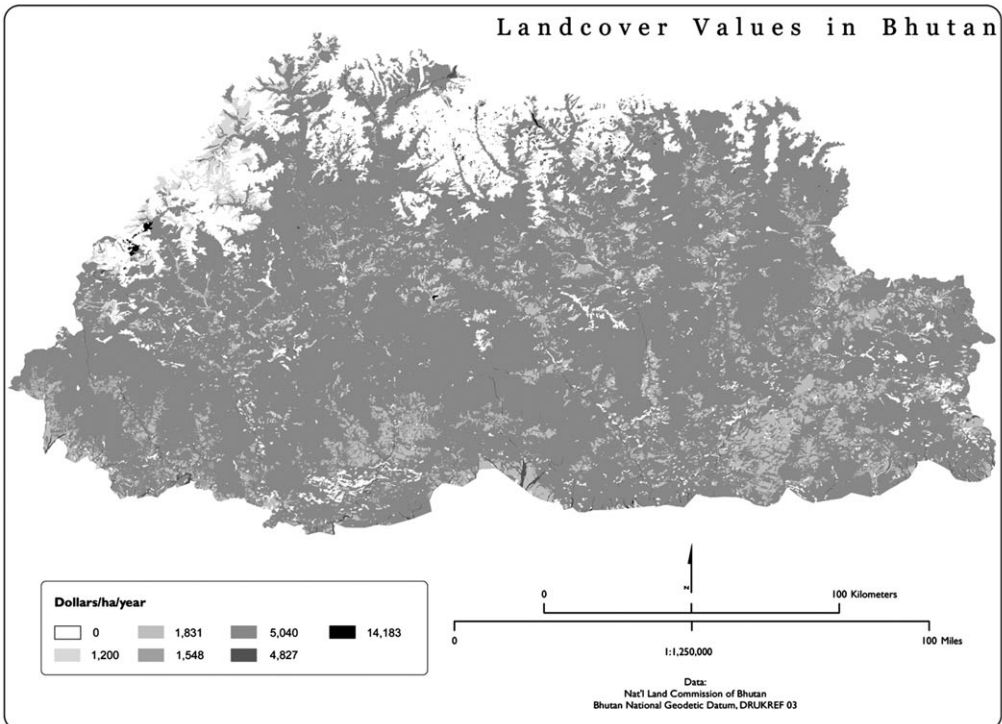 Landcover Values in Bhutan
Dollars/ha/year
0 1,831 5,040 14,183
1,200 1,548 4,827
N
0 100 Kilometers
0 100 Miles
1:1,250,000
Data:
Nat'l Land Commission of Bhutan
Bhutan National Geodetic Datum, DRUKREF 03